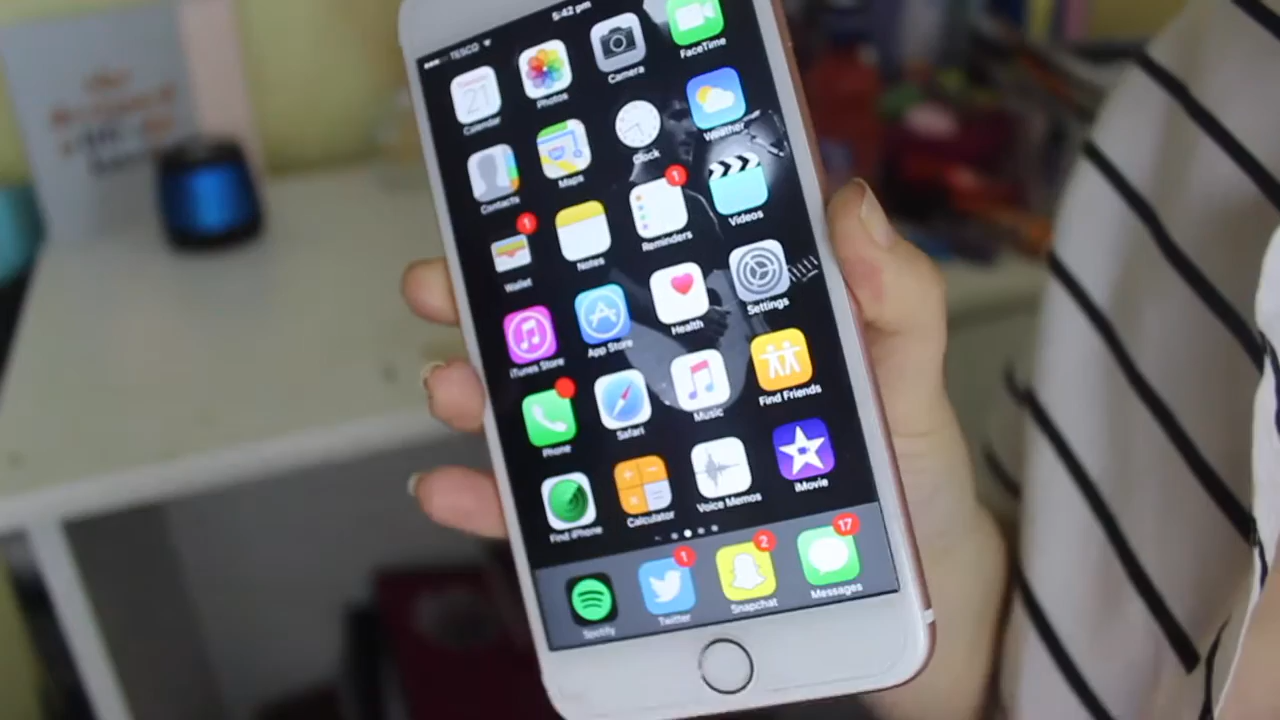 TESCO 5:42 pm
21
Calendar Photos Camera FaceTime
Contacts Maps Clock Weather
1 1
Wallet Notes Reminders Videos
iTunes Store App Store Health Settings
Phone Safari Music Find Friends
Find iPhone Calculator Voice Memos iMovie
1 2 17
Spotify Twitter Snapchat Messages